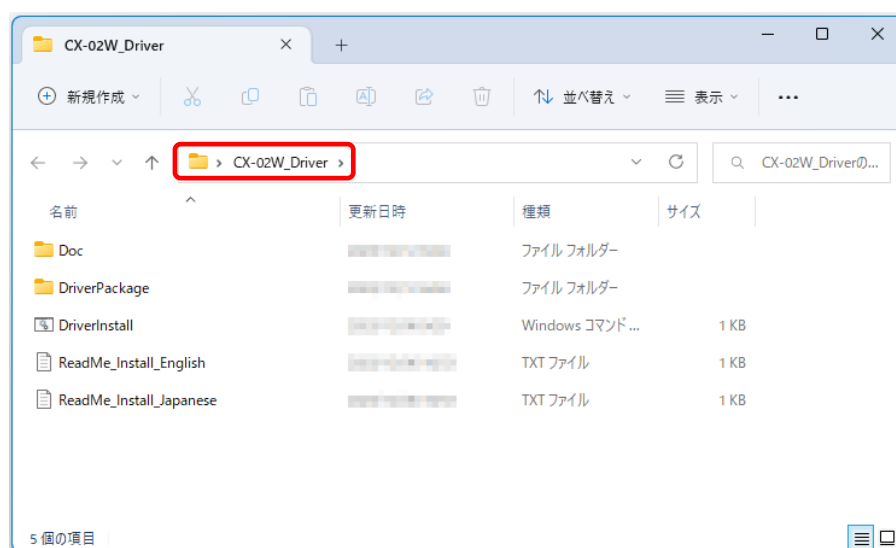 CX-02W_Driver
新規作成
並べ替え
表示
CX-02W_Driver
CX-02W_Driverの...
名前 更新日時 種類 サイズ
Doc ファイル フォルダー
DriverPackage ファイル フォルダー
DriverInstall Windows コマンド ... 1 KB
ReadMe_Install_English TXT ファイル 1 KB
ReadMe_Install_Japanese TXT ファイル 1 KB
5 個の項目